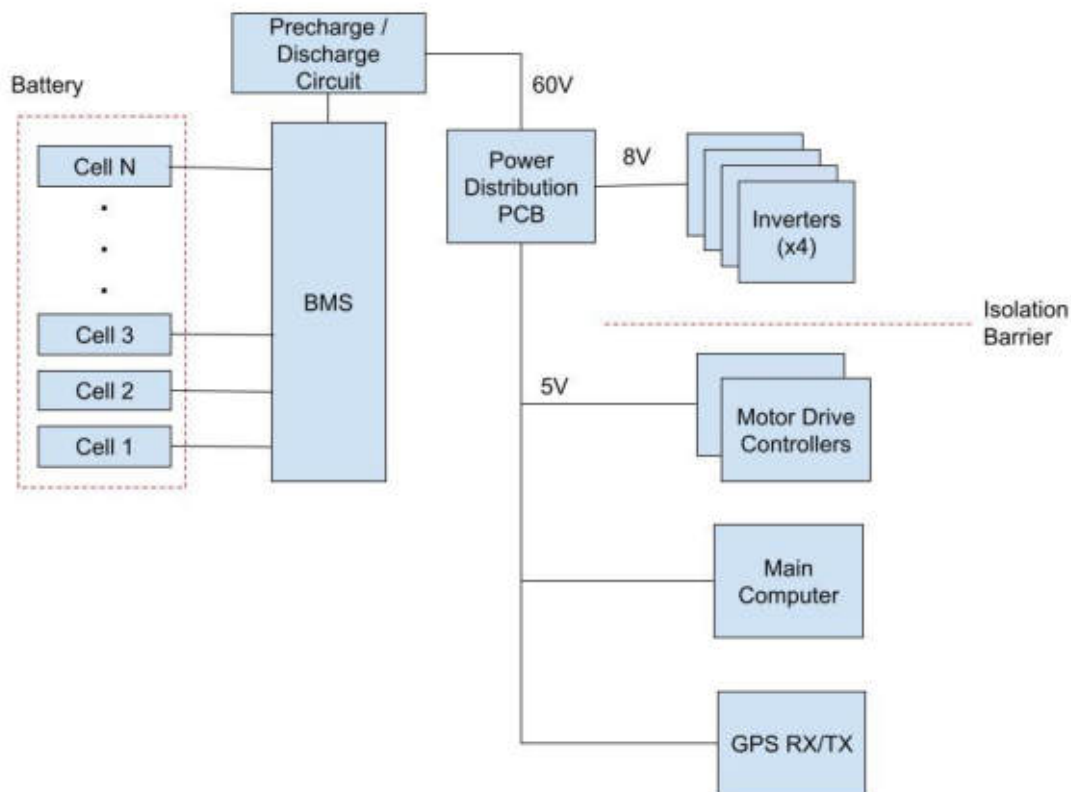 Precharge /
Discharge
Circuit
Battery
60V
Cell N
Power
Distribution
PCB
8V
Inverters
(x4)
BMS
Isolation
Barrier
Cell 3
Cell 2
Cell 1
5V
Motor Drive
Controllers
Main
Computer
GPS RX/TX